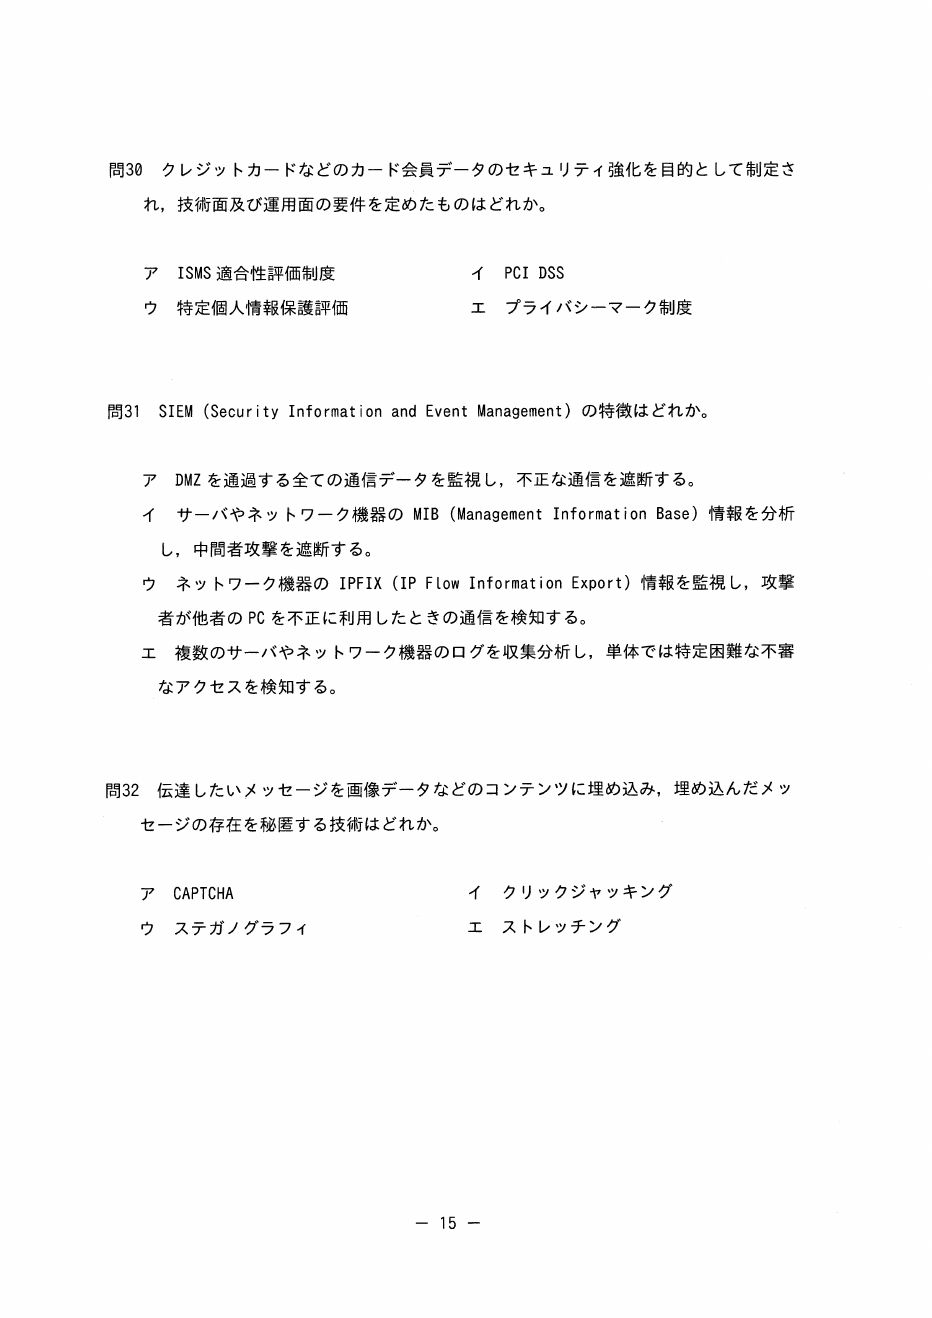 問30　クレジットカードなどのカード会員データのセキュリティ強化を目的として制定さ
れ，技術面及び運用面の要件を定めたものはどれか。
ア　ISMS 適合性評価制度　　イ　PCI DSS
ウ　特定個人情報保護評価　　エ　プライバシーマーク制度
問31　SIEM（Security Information and Event Management）の特徴はどれか。
ア　DMZ を通過する全ての通信データを監視し，不正な通信を遮断する。
イ　サーバやネットワーク機器の MIB（Management Information Base）情報を分析
し，中間者攻撃を遮断する。
ウ　ネットワーク機器の IPFIX（IP Flow Information Export）情報を監視し，攻撃
者が他者の PC を不正に利用したときの通信を検知する。
エ　複数のサーバやネットワーク機器のログを収集分析し，単体では特定困難な不審
なアクセスを検知する。
問32　伝達したいメッセージを画像データなどのコンテンツに埋め込み，埋め込んだメッ
セージの存在を秘匿する技術はどれか。
ア　CAPTCHA　　イ　クリックジャッキング
ウ　ステガノグラフィ　　エ　ストレッチング
― 15 ―